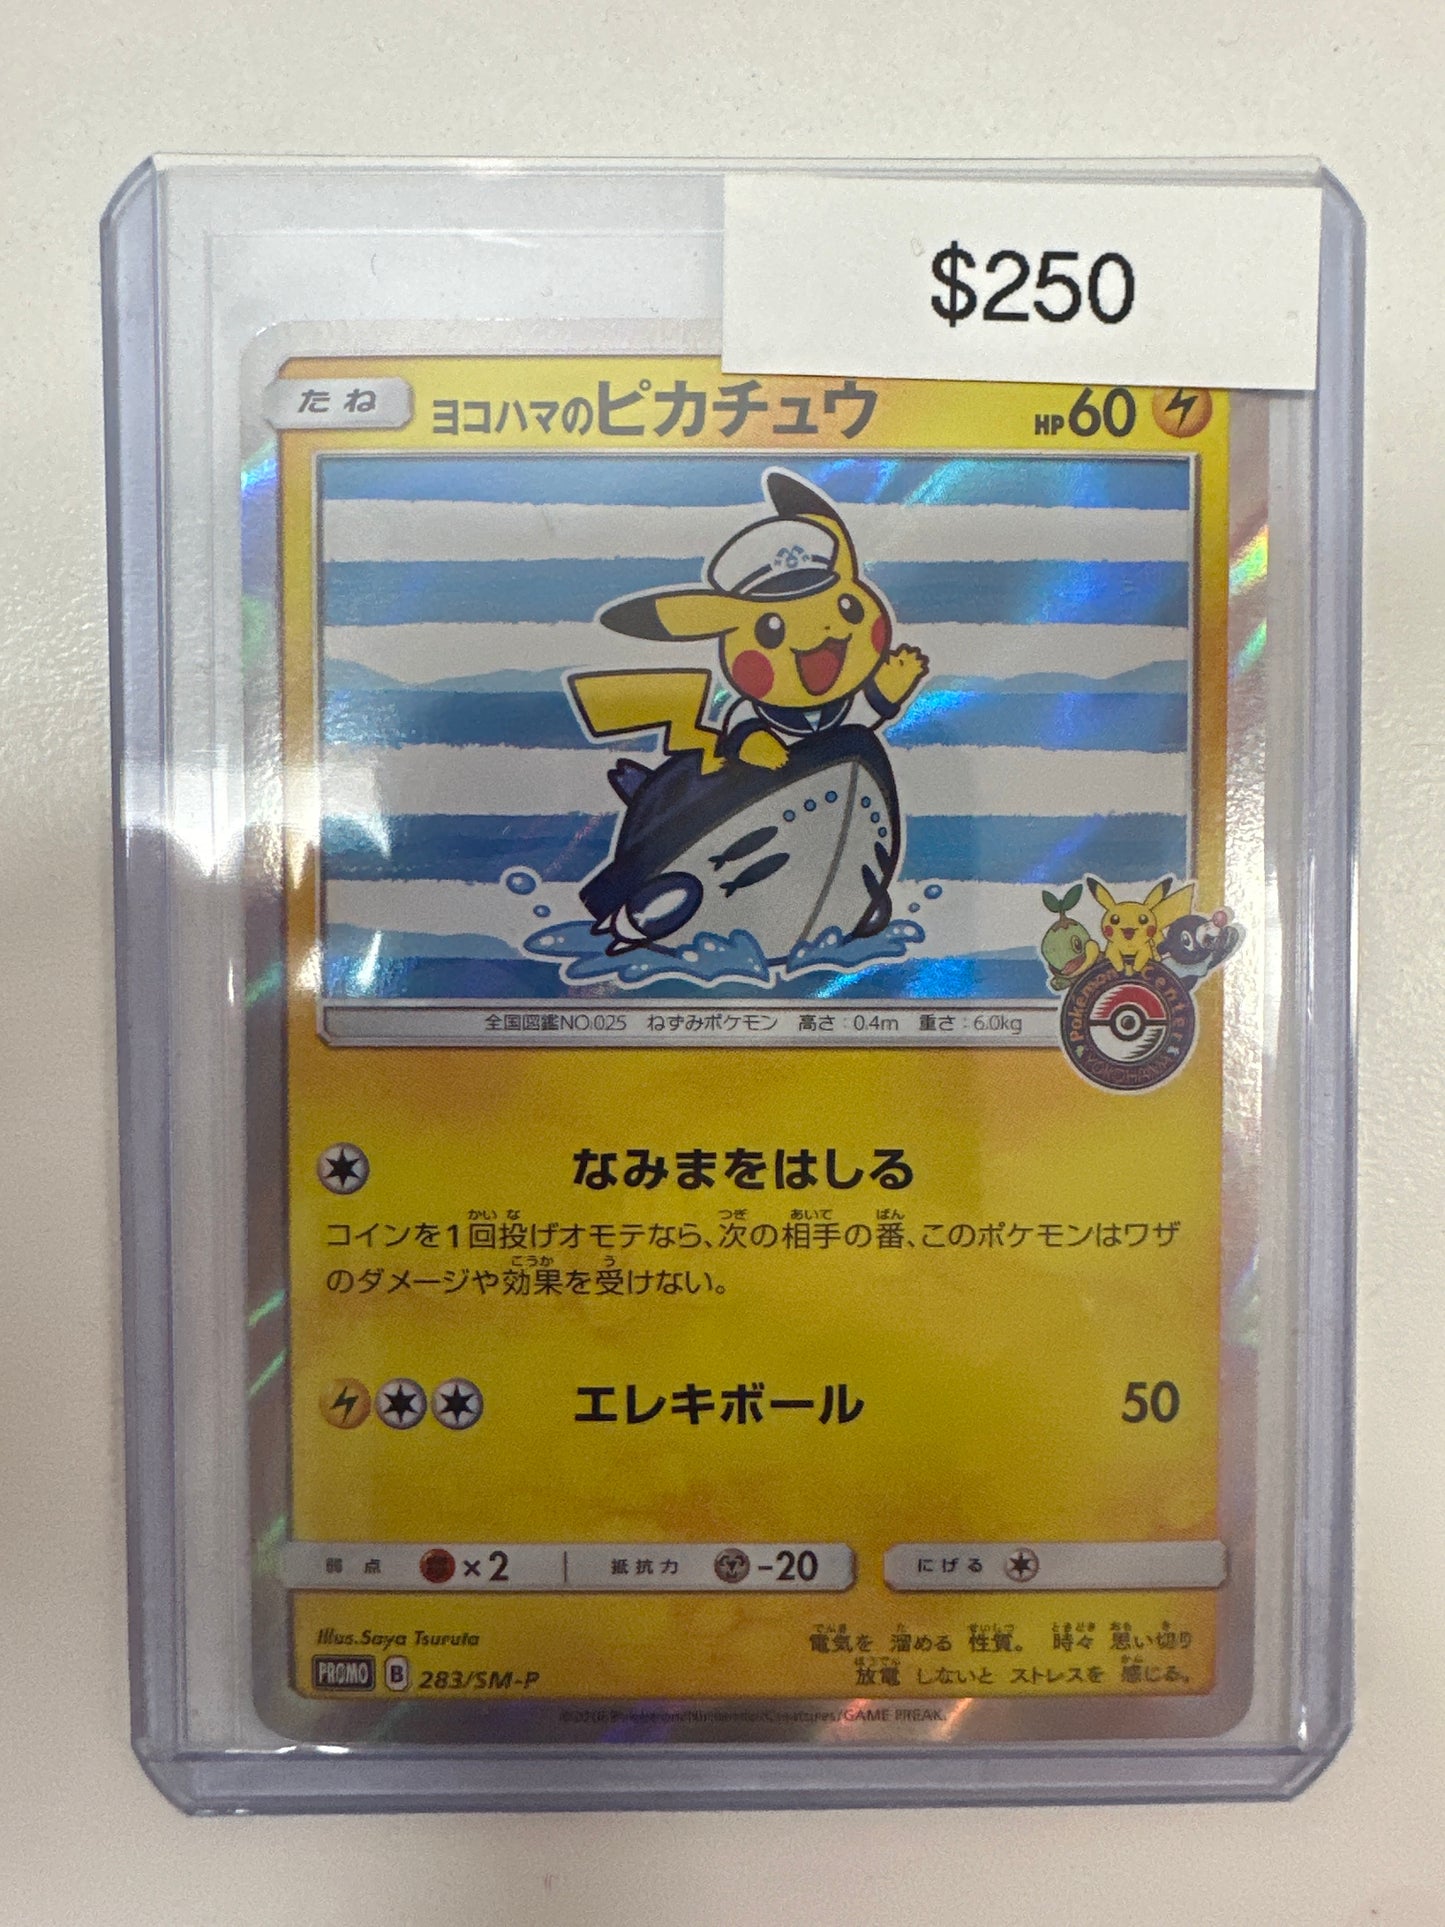 $250
たね
ヨコハマのピカチュウ
HP60
全国図鑑NO.025 ねずみポケモン 高さ:0.4m 重さ:6.0kg
Pokémon Center
YOKOHAMA
なみまをはしる
コインを1回投げオモテなら、次の相手の番、このポケモンはワザ
のダメージや効果を受けない。
エレキボール 50
弱点 ×2 抵抗力 -20 にげる
Illus. Saya Tsuruta
PROMO B 283/SM-P
電気を 溜める 性質。 時々 思い切り
放電 しないと ストレスを 感じる。
/GAME FREAK.